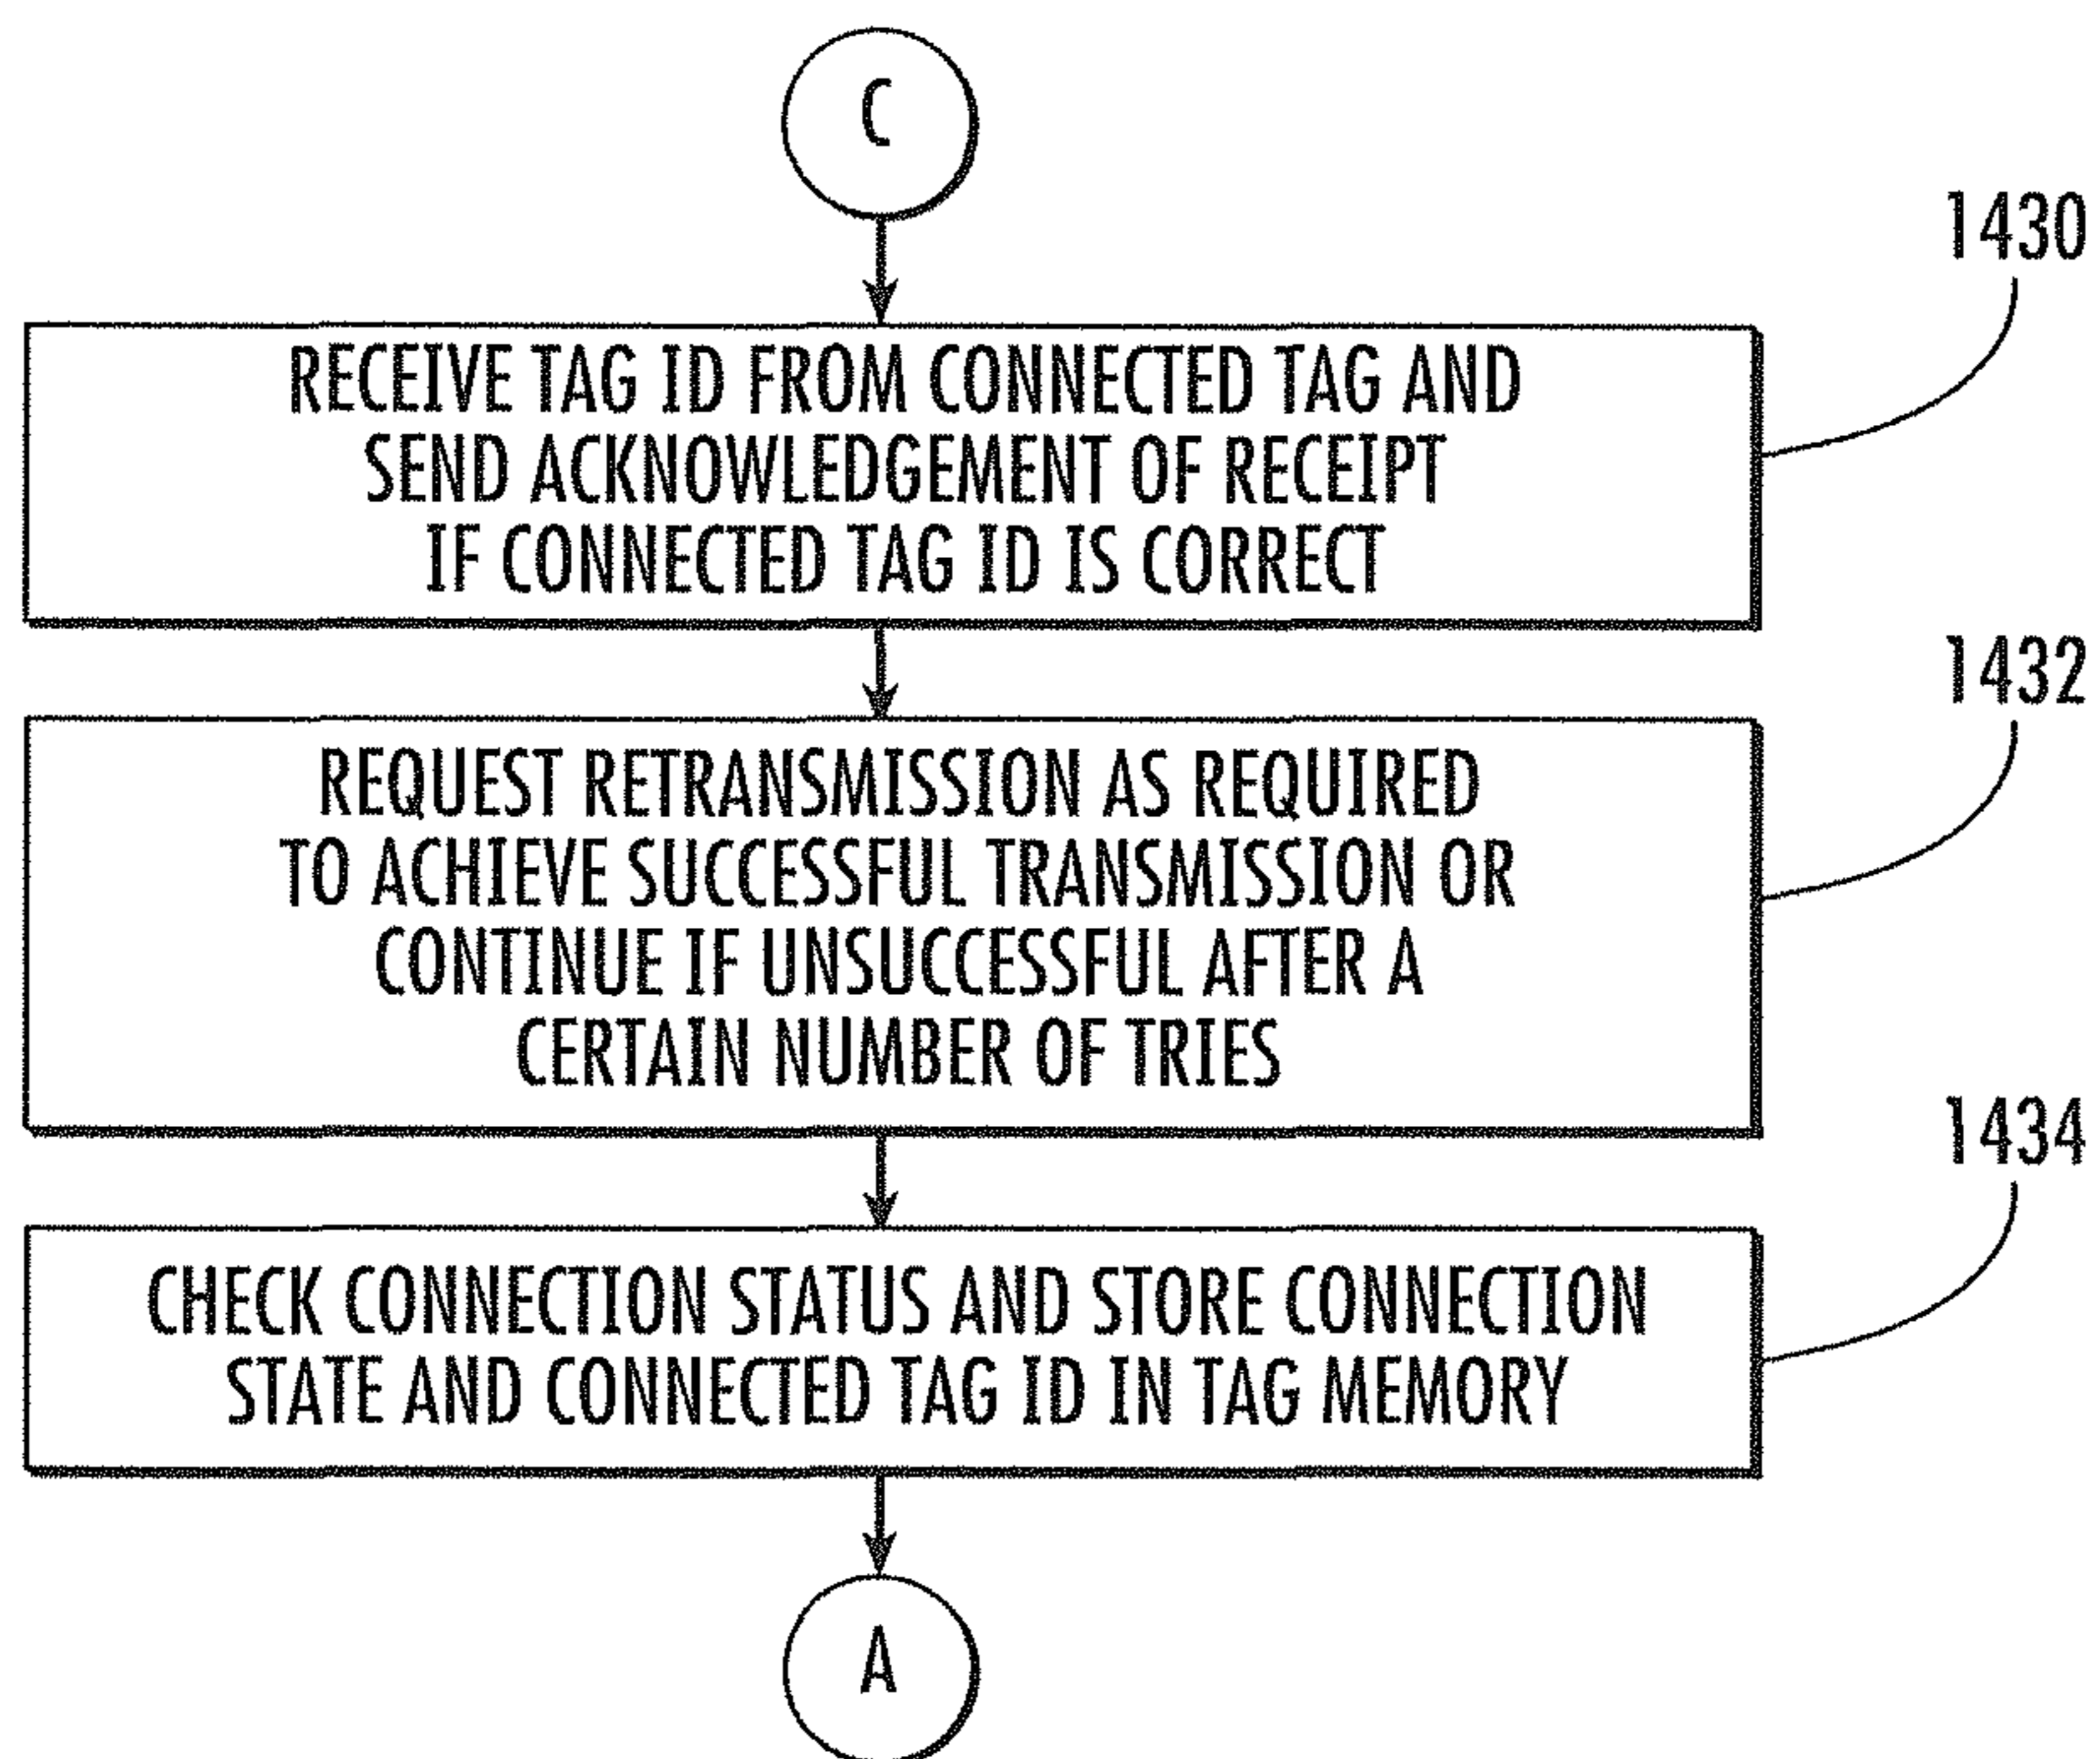 C
1430
RECEIVE TAG ID FROM CONNECTED TAG AND
SEND ACKNOWLEDGEMENT OF RECEIPT
IF CONNECTED TAG ID IS CORRECT
1432
REQUEST RETRANSMISSION AS REQUIRED
TO ACHIEVE SUCCESSFUL TRANSMISSION OR
CONTINUE IF UNSUCCESSFUL AFTER A
CERTAIN NUMBER OF TRIES
1434
CHECK CONNECTION STATUS AND STORE CONNECTION
STATE AND CONNECTED TAG ID IN TAG MEMORY
A